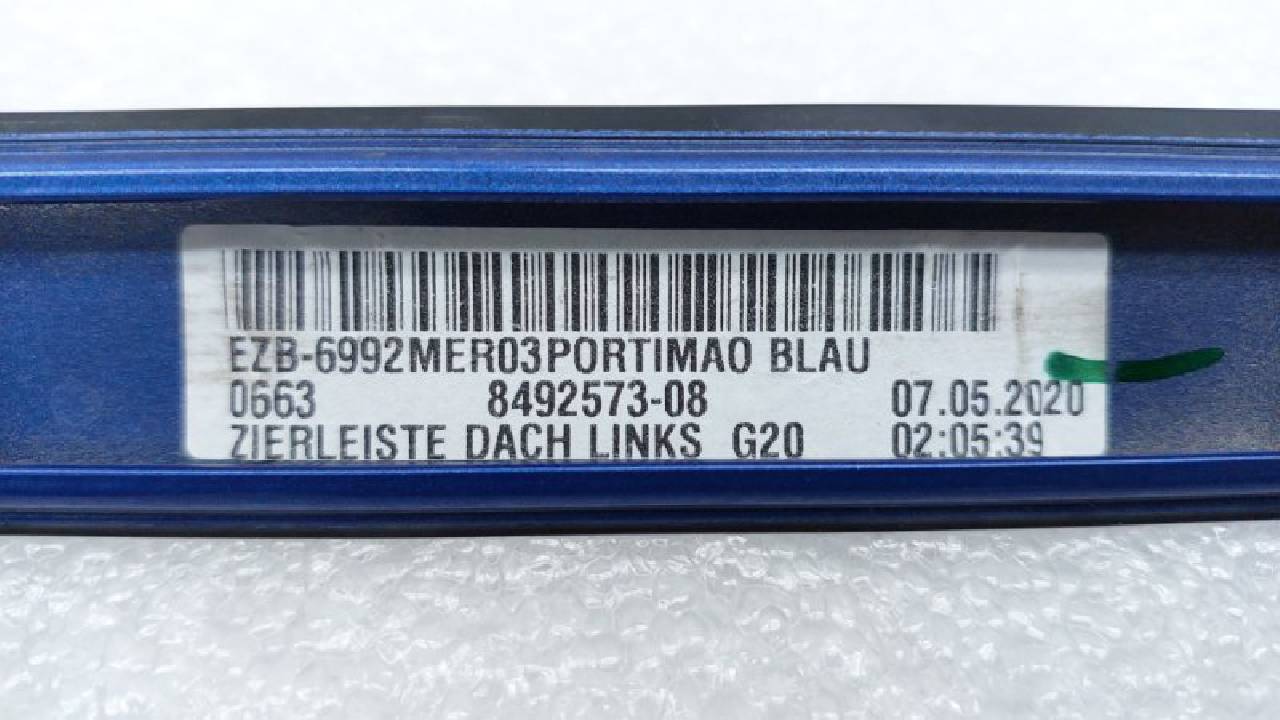 EZB-6992MER03PORTIMAO BLAU
0663 8492573-08 07.05.2020
ZIERLEISTE DACH LINKS G20 02:05:39